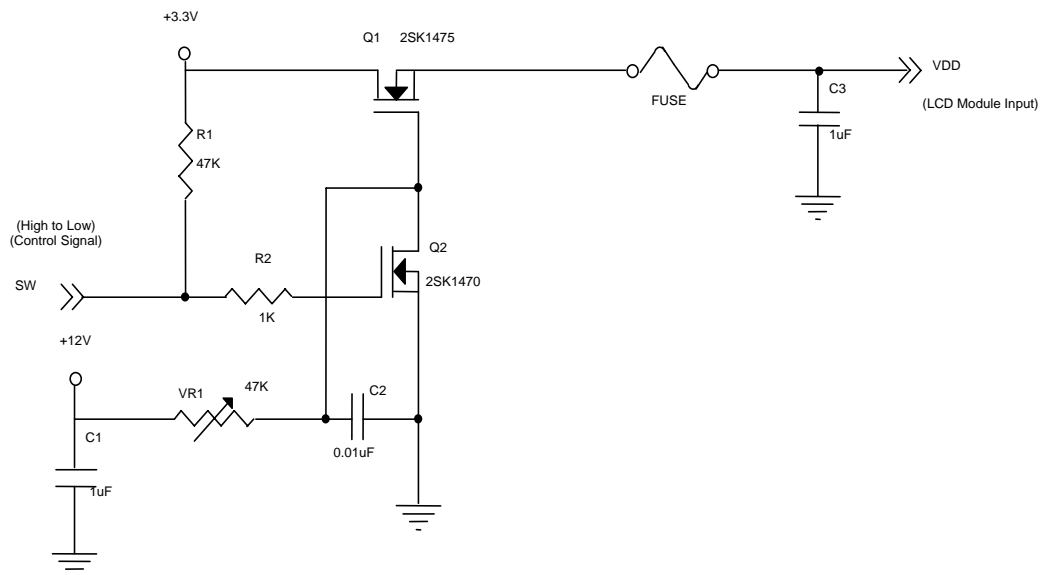 +3.3V
Q1 2SK1475
VDD
(LCD Module Input)
FUSE
C3
1uF
R1
47K
(High to Low)
(Control Signal)
SW
R2
1K
Q2
2SK1470
+12V
VR1
47K
C2
0.01uF
C1
1uF